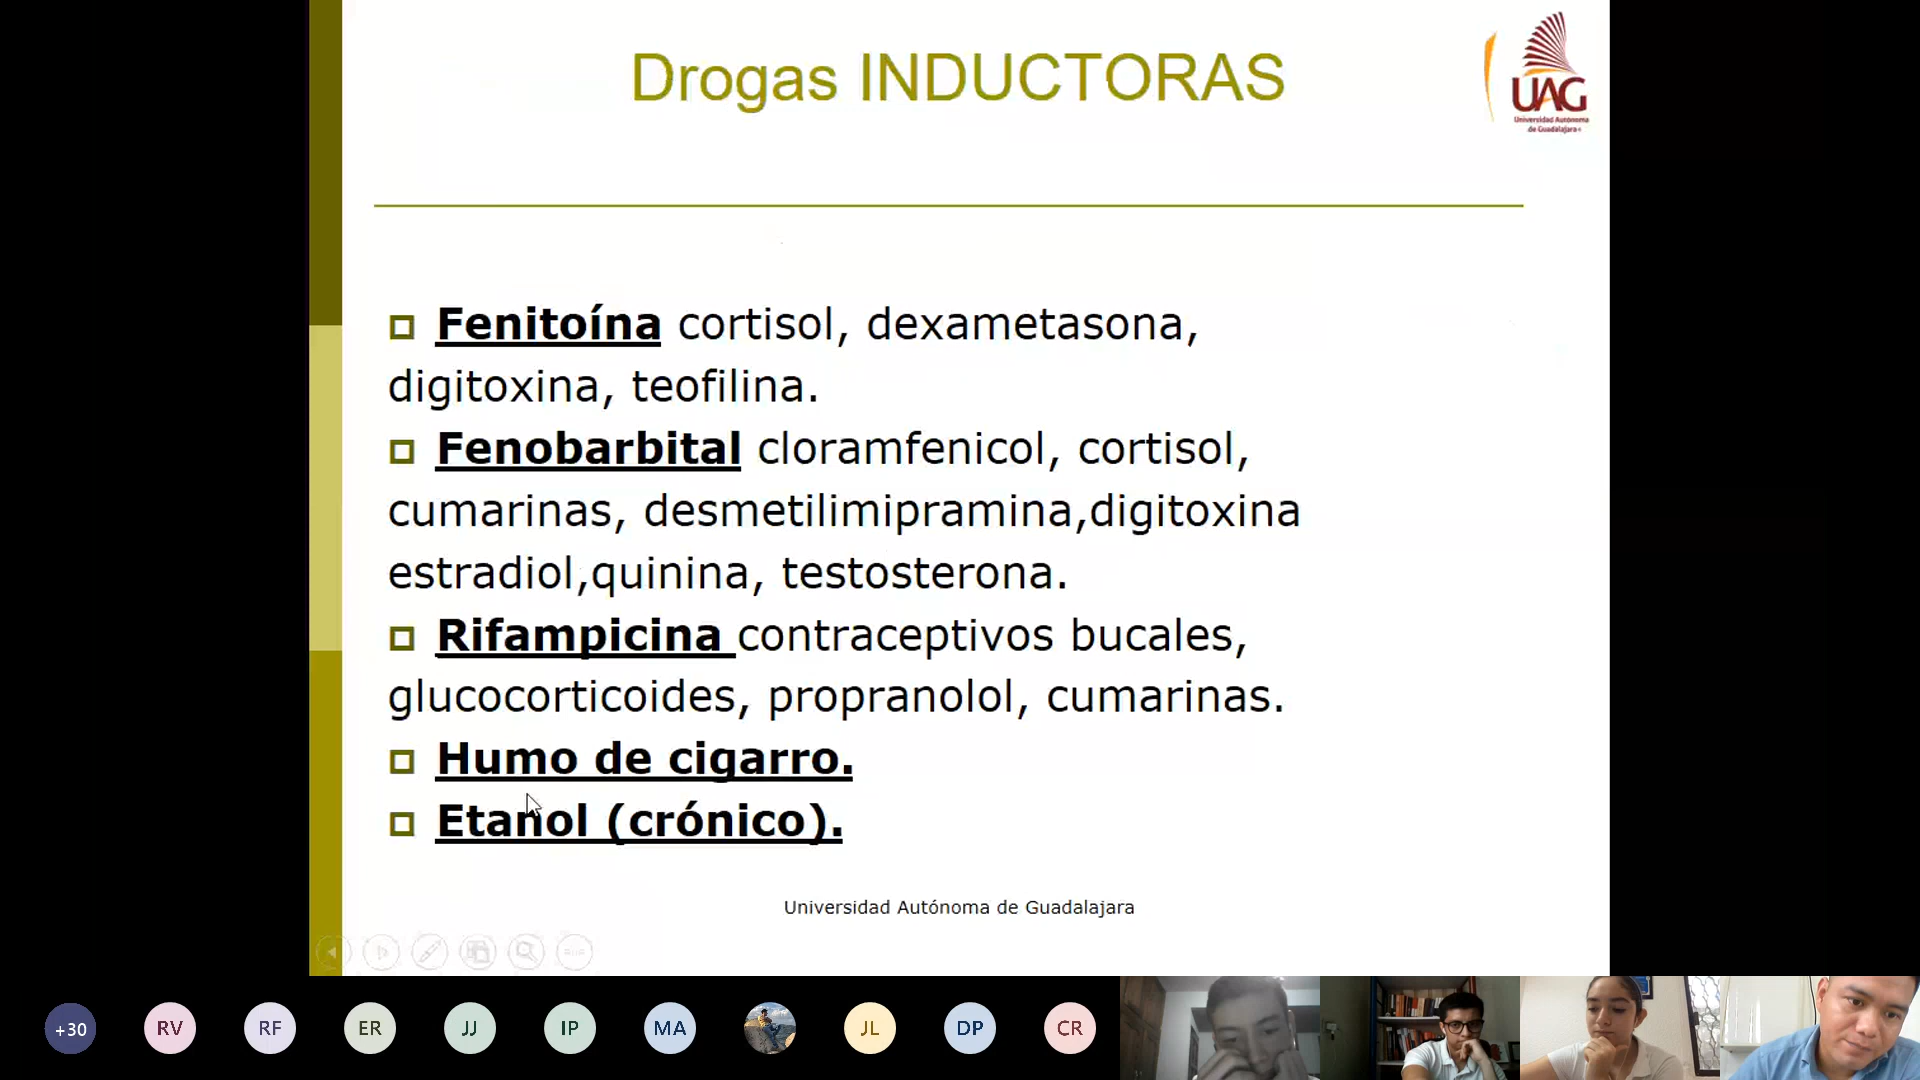 Drogas INDUCTORAS
UAG
Universidad Autónoma
de Guadalajara
Fenitoína cortisol, dexametasona,
digitoxina, teofilina.
Fenobarbital cloramfenicol, cortisol,
cumarinas, desmetilimipramina,digitoxina
estradiol,quinina, testosterona.
Rifampicina contraceptivos bucales,
glucocorticoides, propranolol, cumarinas.
Humo de cigarro.
Etanol (crónico).
Universidad Autónoma de Guadalajara
+30 RV RF ER JJ IP MA JL DP CR